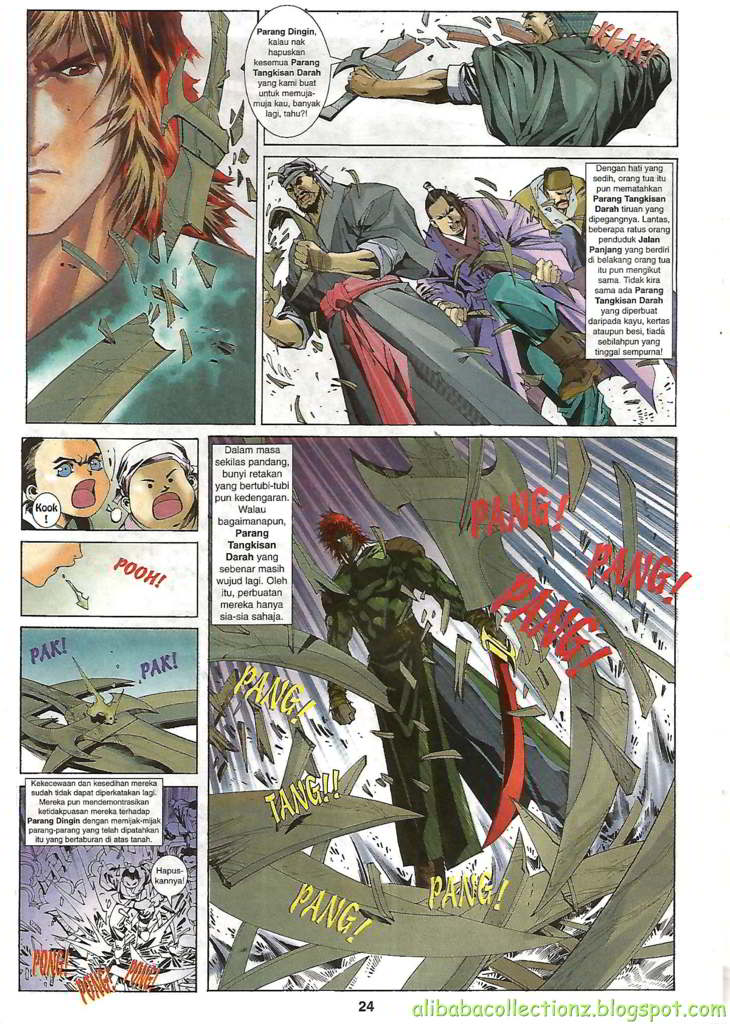 Parang Dingin,
kalau nak
hapuskan
kesemua Parang
Tangkisan Darah
yang kami buat
untuk memuja-
muja kau, banyak
lagi, tahu?!
KLAK!
Dengan hati yang
sedih, orang tua itu
pun mematahkan
Parang Tangkisan
Darah tiruan yang
dipegangnya. Lantas,
beberapa ratus orang
penduduk Jalan
Panjang yang berdiri
di belakang orang tua
itu pun mengikut
sama. Tidak kira
sama ada Parang
Tangkisan Darah
yang diperbuat
daripada kayu, kertas
ataupun besi, tiada
sebilahpun yang
tinggal sempurna!
Kook
!
POOH!
PAK!
PAK!
Dalam masa
sekilas pandang,
bunyi retakan
yang bertubi-tubi
pun kedengaran.
Walau
bagaimanapun,
Parang
Tangkisan
Darah yang
sebenar masih
wujud lagi. Oleh
itu, perbuatan
mereka hanya
sia-sia sahaja.
PANG!
PANG!
PANG!
PANG!
TANG!!
PANG!
PANG!
Kekecewaan dan kesedihan mereka
sudah tidak dapat diperkatakan lagi.
Mereka pun mendemontrasikan
ketidakpuasan mereka terhadap
Parang Dingin dengan memijak-mijak
parang-parang yang telah dipatahkan
itu yang bertaburan di atas tanah.
Hapus-
kannya!
PONG!
PONG!
PONG!
24
alibabacollectionz.blogspot.com